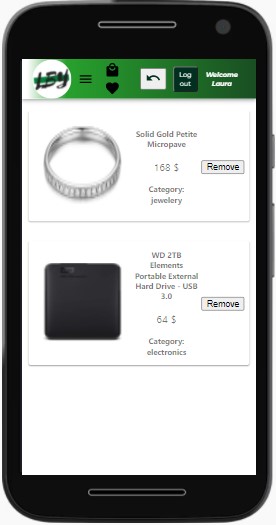 LBY
Log
out
Welcome
Laura
Solid Gold Petite
Micropave
168 $
Category:
jewelery
Remove
WD 2TB
Elements
Portable External
Hard Drive - USB
3.0
64 $
Category:
electronics
Remove